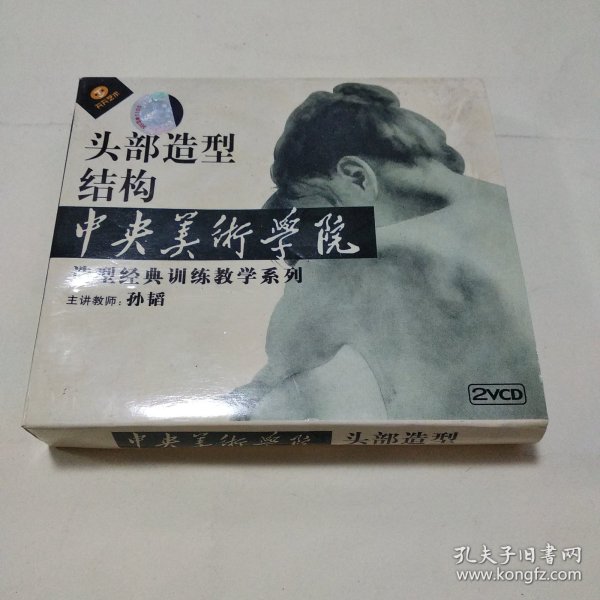 头部造型
结构
中央美術學院
造型经典训练教学系列
主讲教师：孙韬
2VCD
中央美術學院 头部造型
孔夫子旧书网
www.kongfz.com